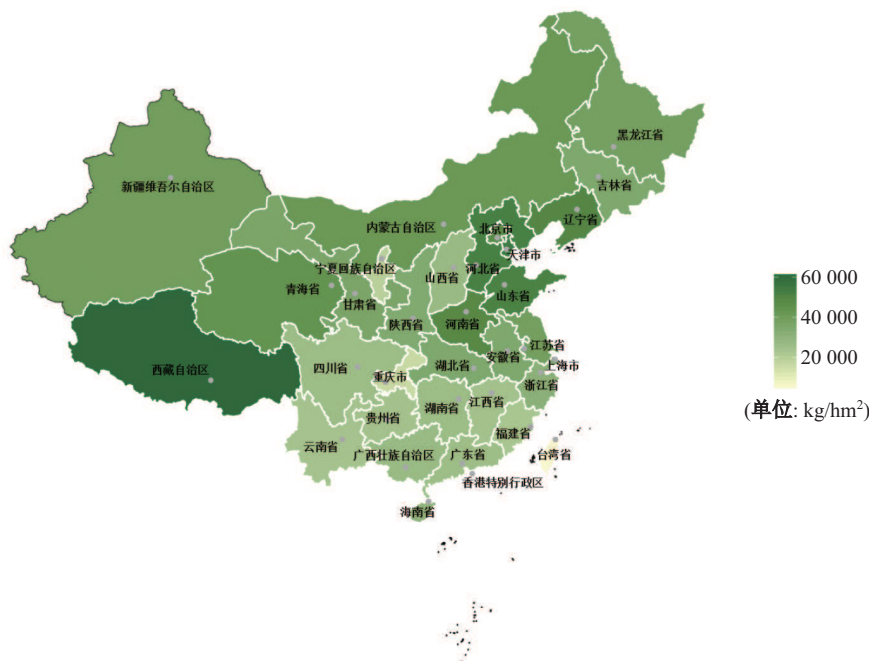 黑龙江省
吉林省
新疆维吾尔自治区
辽宁省
内蒙古自治区
北京市
天津市
宁夏回族自治区
河北省
山西省
青海省
山东省
甘肃省
陕西省
河南省
江苏省
安徽省
上海市
西藏自治区
四川省
湖北省
重庆市
浙江省
江西省
湖南省
贵州省
福建省
云南省
广西壮族自治区
广东省
台湾省
香港特别行政区
海南省
60 000
40 000
20 000
(单位: kg/hm²)